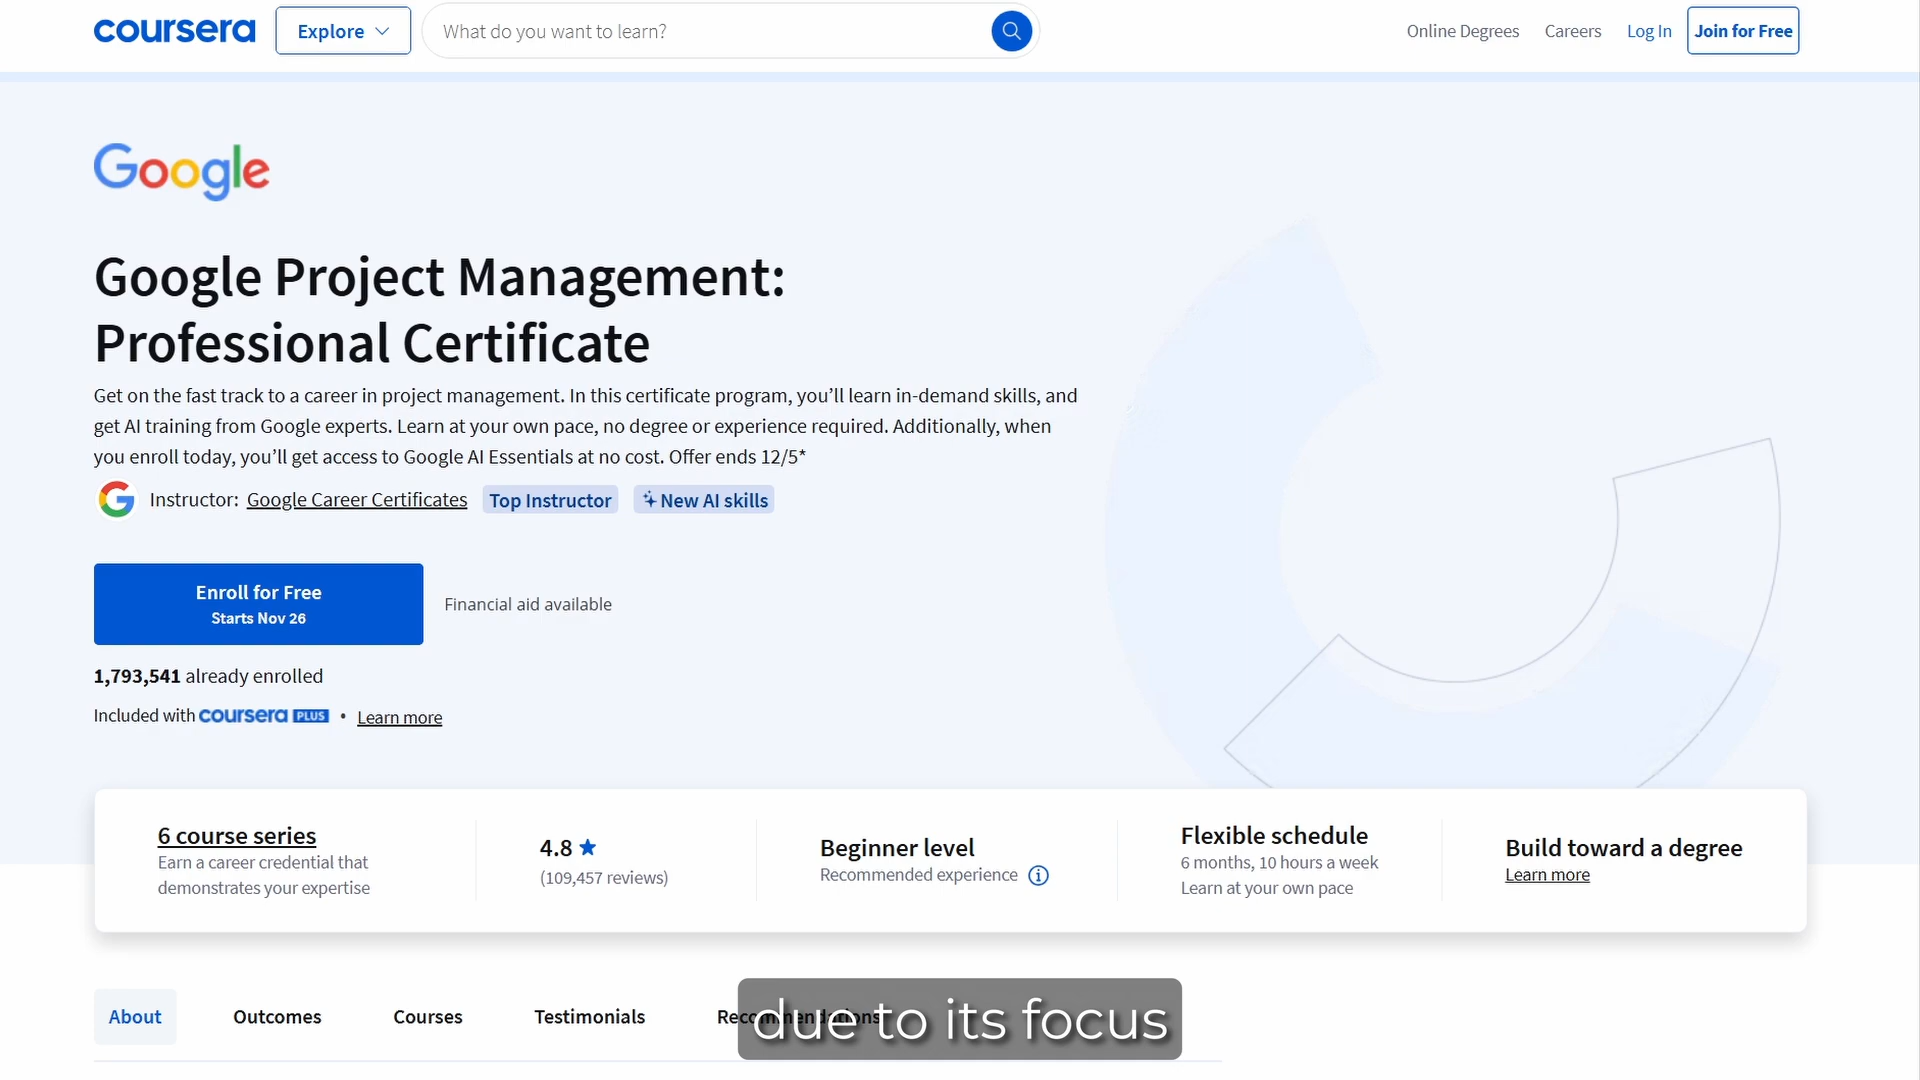 coursera
Explore
What do you want to learn?
Online Degrees
Careers
Log In
Join for Free
Google
Google Project Management:
Professional Certificate
Get on the fast track to a career in project management. In this certificate program, you’ll learn in-demand skills, and
get AI training from Google experts. Learn at your own pace, no degree or experience required. Additionally, when
you enroll today, you’ll get access to Google AI Essentials at no cost. Offer ends 12/5*
Instructor: Google Career Certificates
Top Instructor
New AI skills
Enroll for Free
Starts Nov 26
Financial aid available
1,793,541 already enrolled
Included with coursera PLUS • Learn more
6 course series
Earn a career credential that
demonstrates your expertise
4.8
(109,457 reviews)
Beginner level
Recommended experience
Flexible schedule
6 months, 10 hours a week
Learn at your own pace
Build toward a degree
Learn more
About
Outcomes
Courses
Testimonials
Recommendations
due to its focus